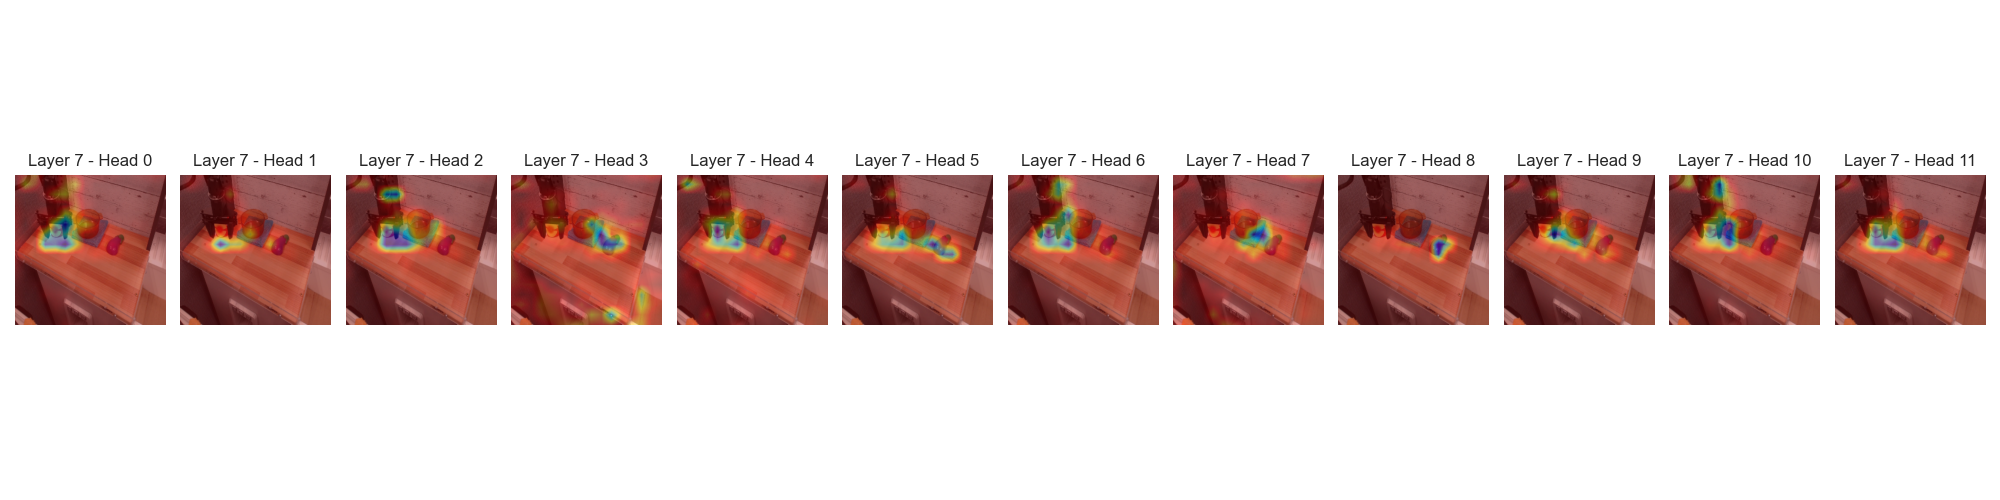 Layer 7 - Head 0
Layer 7 - Head 1
Layer 7 - Head 2
Layer 7 - Head 3
Layer 7 - Head 4
Layer 7 - Head 5
Layer 7 - Head 6
Layer 7 - Head 7
Layer 7 - Head 8
Layer 7 - Head 9
Layer 7 - Head 10
Layer 7 - Head 11